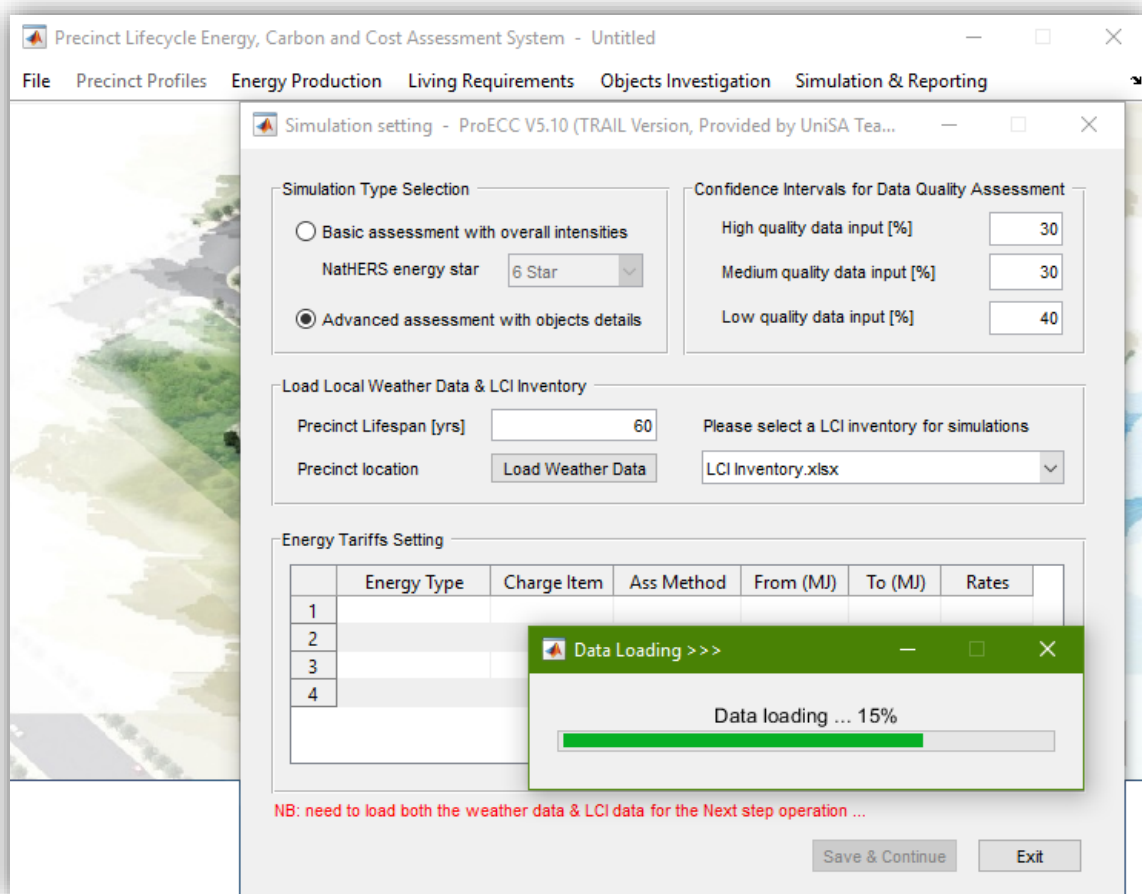 Precinct Lifecycle Energy, Carbon and Cost Assessment System - Untitled
File Precinct Profiles Energy Production Living Requirements Objects Investigation Simulation & Reporting
Simulation setting - ProECC V5.10 (TRAIL Version, Provided by UniSA Tea...
Simulation Type Selection
Basic assessment with overall intensities
NatHERS energy star 6 Star
Advanced assessment with objects details
Confidence Intervals for Data Quality Assessment
High quality data input [%] 30
Medium quality data input [%] 30
Low quality data input [%] 40
Load Local Weather Data & LCI Inventory
Precinct Lifespan [yrs] 60
Please select a LCI inventory for simulations
Precinct location Load Weather Data
LCI Inventory.xlsx
Energy Tariffs Setting
Energy Type Charge Item Ass Method From (MJ) To (MJ) Rates
1
2
3
4
Data Loading >>>
Data loading ... 15%
NB: need to load both the weather data & LCI data for the Next step operation ...
Save & Continue Exit